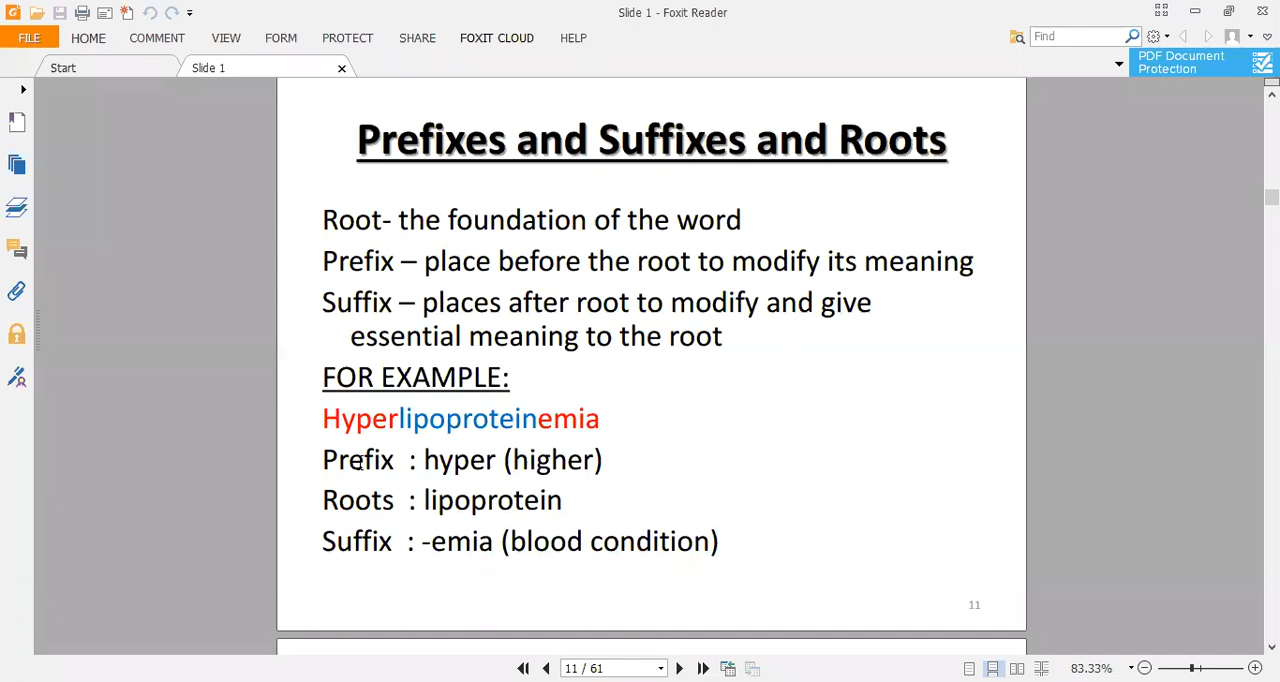 Slide 1 - Foxit Reader
FILE HOME COMMENT VIEW FORM PROTECT SHARE FOXIT CLOUD HELP
Find
Start Slide 1
PDF Document
Protection
Prefixes and Suffixes and Roots
Root- the foundation of the word
Prefix – place before the root to modify its meaning
Suffix – places after root to modify and give
essential meaning to the root
FOR EXAMPLE:
Hyperlipoproteinemia
Prefix : hyper (higher)
Roots : lipoprotein
Suffix : -emia (blood condition)
11
11 / 61
83.33%